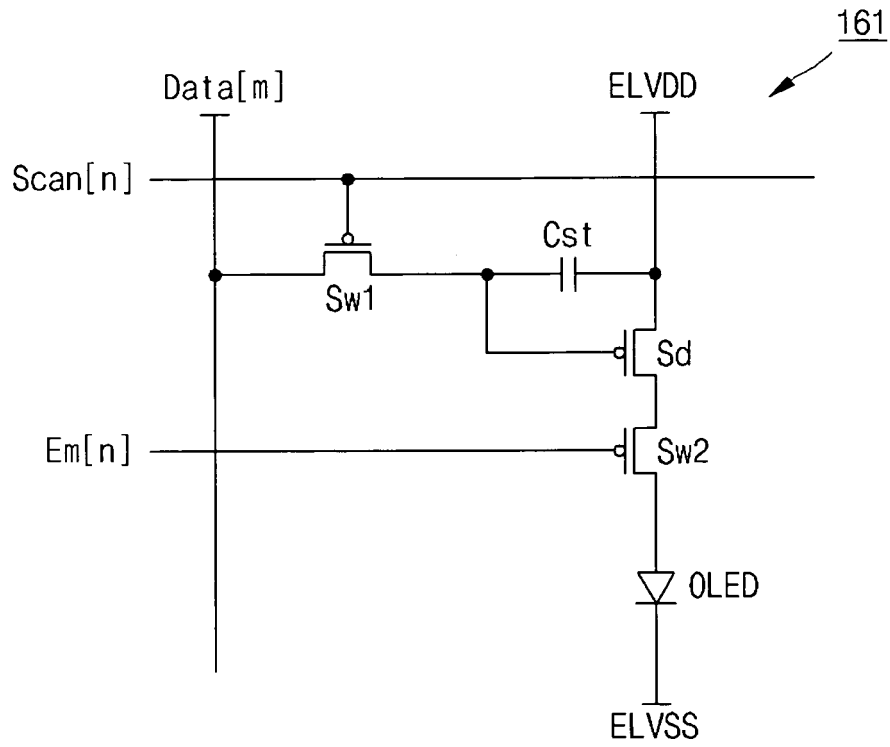 161
Data[m]
ELVDD
Scan[n]
Cst
Sw1
Sd
Em[n]
Sw2
OLED
ELVSS